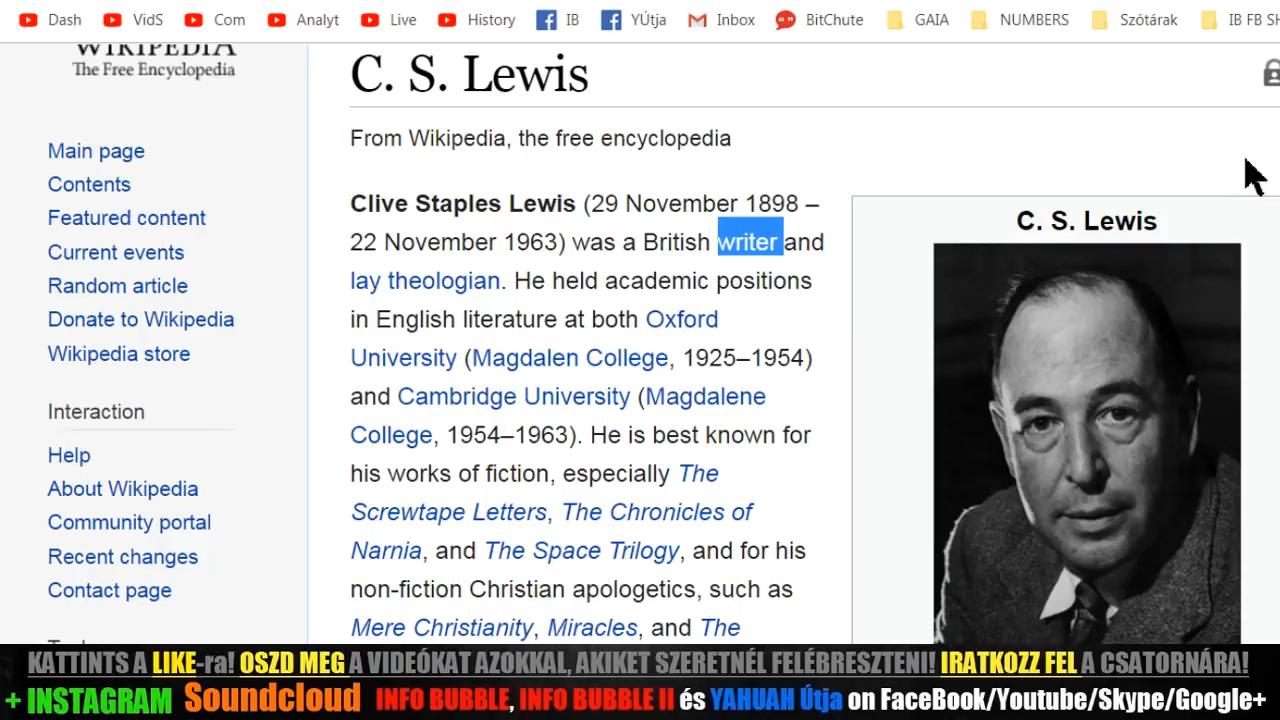 Dash VidS Com Analyt Live History IB YÚtja Inbox BitChute GAIA NUMBERS Szótárak IB FB SH
WIKIPEDIA
The Free Encyclopedia
Main page
Contents
Featured content
Current events
Random article
Donate to Wikipedia
Wikipedia store
Interaction
Help
About Wikipedia
Community portal
Recent changes
Contact page
C. S. Lewis
From Wikipedia, the free encyclopedia
Clive Staples Lewis (29 November 1898 –
22 November 1963) was a British writer and
lay theologian. He held academic positions
in English literature at both Oxford
University (Magdalen College, 1925–1954)
and Cambridge University (Magdalene
College, 1954–1963). He is best known for
his works of fiction, especially The
Screwtape Letters, The Chronicles of
Narnia, and The Space Trilogy, and for his
non-fiction Christian apologetics, such as
Mere Christianity, Miracles, and The
C. S. Lewis
KATTINTS A LIKE-ra! OSZD MEG A VIDEÓKAT AZOKKAL, AKIKET SZERETNÉL FELÉBRESZTENI! IRATKOZZ FEL A CSATORNÁRA!
+ INSTAGRAM Soundcloud INFO BUBBLE, INFO BUBBLE II és YAHUAH Útja on FaceBook/Youtube/Skype/Google+